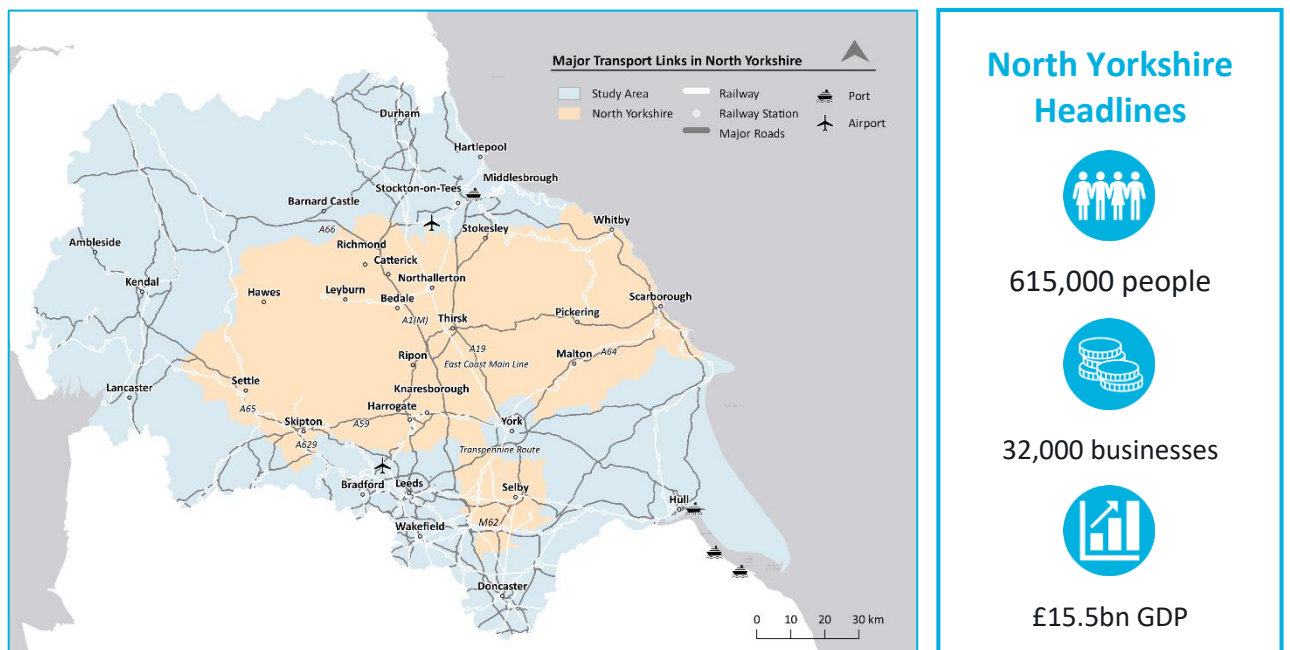 Major Transport Links in North Yorkshire
Study Area
North Yorkshire
Railway
Railway Station
Major Roads
Port
Airport
Durham
Hartlepool
Middlesbrough
Stockton-on-Tees
Barnard Castle
Whitby
A66
Stokesley
Ambleside
Richmond
Catterick
Kendal
Northallerton
Hawes
Leyburn
Bedale
Scarborough
Pickering
A1(M)
Thirsk
A19
Malton
A64
Ripon
East Coast Main Line
Lancaster
Settle
Knaresborough
A65
Harrogate
Skipton
A59
York
A629
Transpennine Route
Bradford
Leeds
Selby
Hull
Wakefield
M62
Doncaster
0 10 20 30 km
North Yorkshire
Headlines
615,000 people
32,000 businesses
£15.5bn GDP